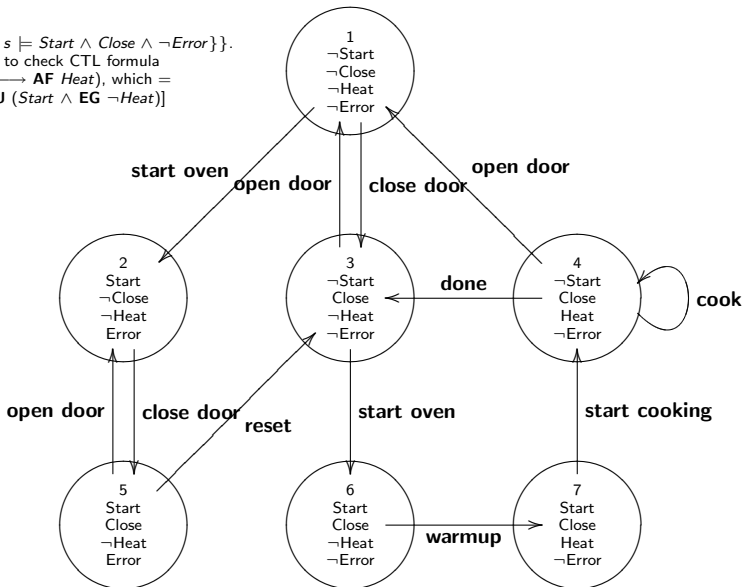 s ⊨ Start ∧ Close ∧ ¬Error}}.
to check CTL formula
⟶ AF Heat), which =
U (Start ∧ EG ¬Heat)]
1
¬Start
¬Close
¬Heat
¬Error
start oven
open door
close door
open door
2
Start
¬Close
¬Heat
Error
3
¬Start
Close
¬Heat
¬Error
done
4
¬Start
Close
Heat
¬Error
cook
open door
close door
reset
start oven
start cooking
5
Start
Close
¬Heat
Error
6
Start
Close
¬Heat
¬Error
warmup
7
Start
Close
Heat
¬Error